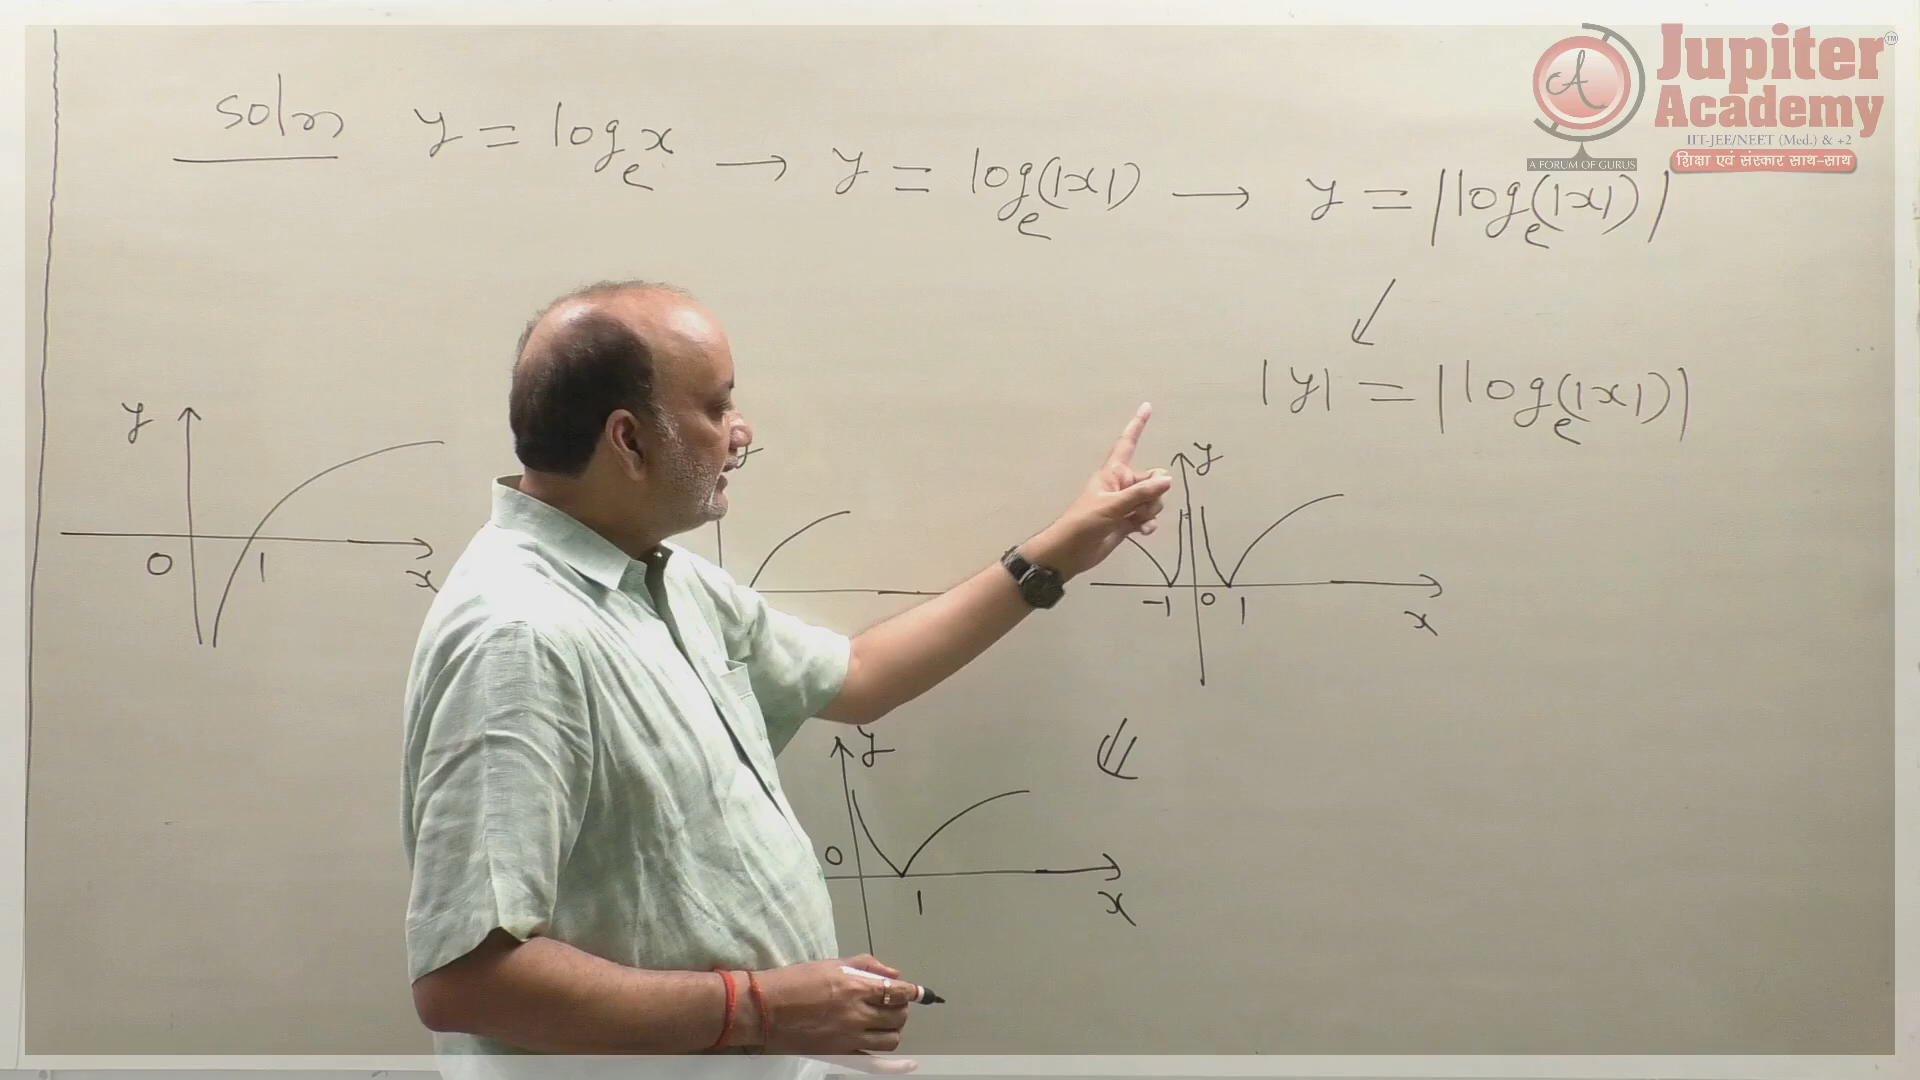 Jupiter
Academy™
IIT-JEE/NEET (Med.) & +2
शिक्षा एवं संस्कार साथ-साथ
A
A FORUM OF GURUS
soln y = logₑx → y = logₑ(|x|) → y = |logₑ(|x|)|
↙
|y| = |logₑ(|x|)|
y
0 1 x
y
y
-1 0 1 x
y
0 1 x